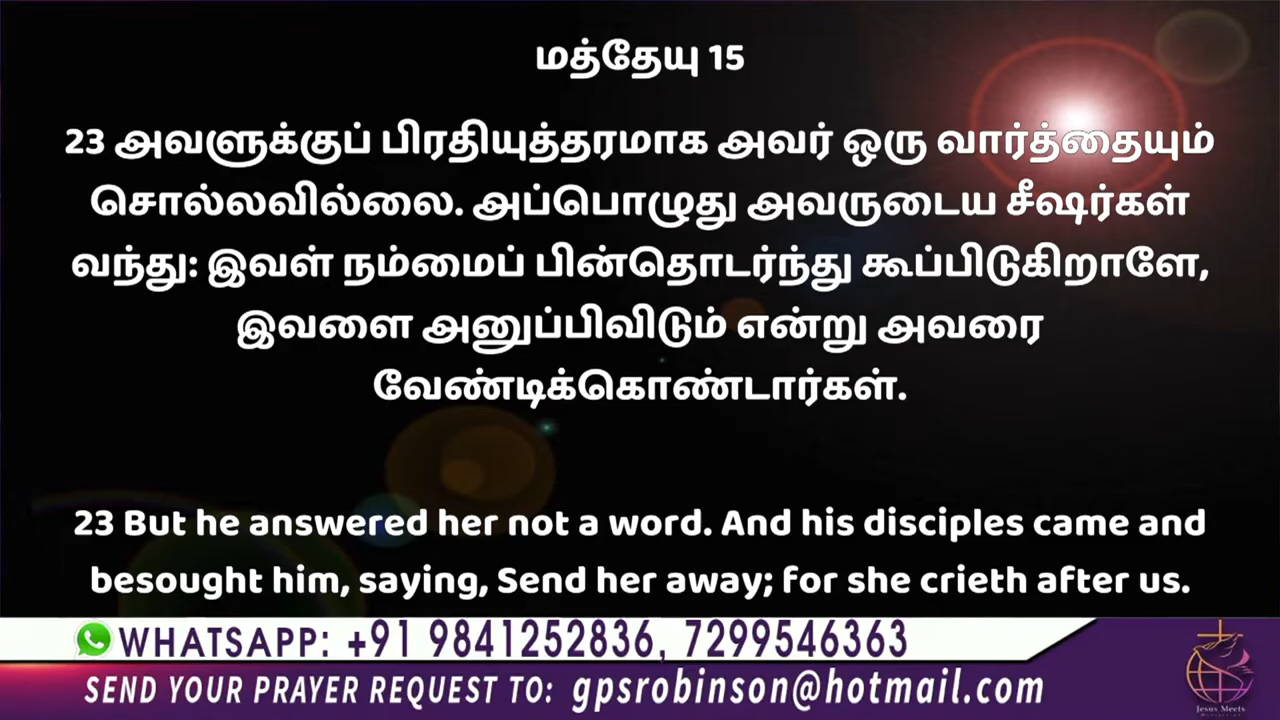 மத்தேயு 15
23 அவளுக்குப் பிரதியுத்தரமாக அவர் ஒரு வார்த்தையும்
சொல்லவில்லை. அப்பொழுது அவருடைய சீஷர்கள்
வந்து: இவள் நம்மைப் பின்தொடர்ந்து கூப்பிடுகிறாளே,
இவளை அனுப்பிவிடும் என்று அவரை
வேண்டிக்கொண்டார்கள்.
23 But he answered her not a word. And his disciples came and
besought him, saying, Send her away; for she crieth after us.
WHATSAPP: +91 9841252836, 7299546363
SEND YOUR PRAYER REQUEST TO: gpsrobinson@hotmail.com
Jesus Meets